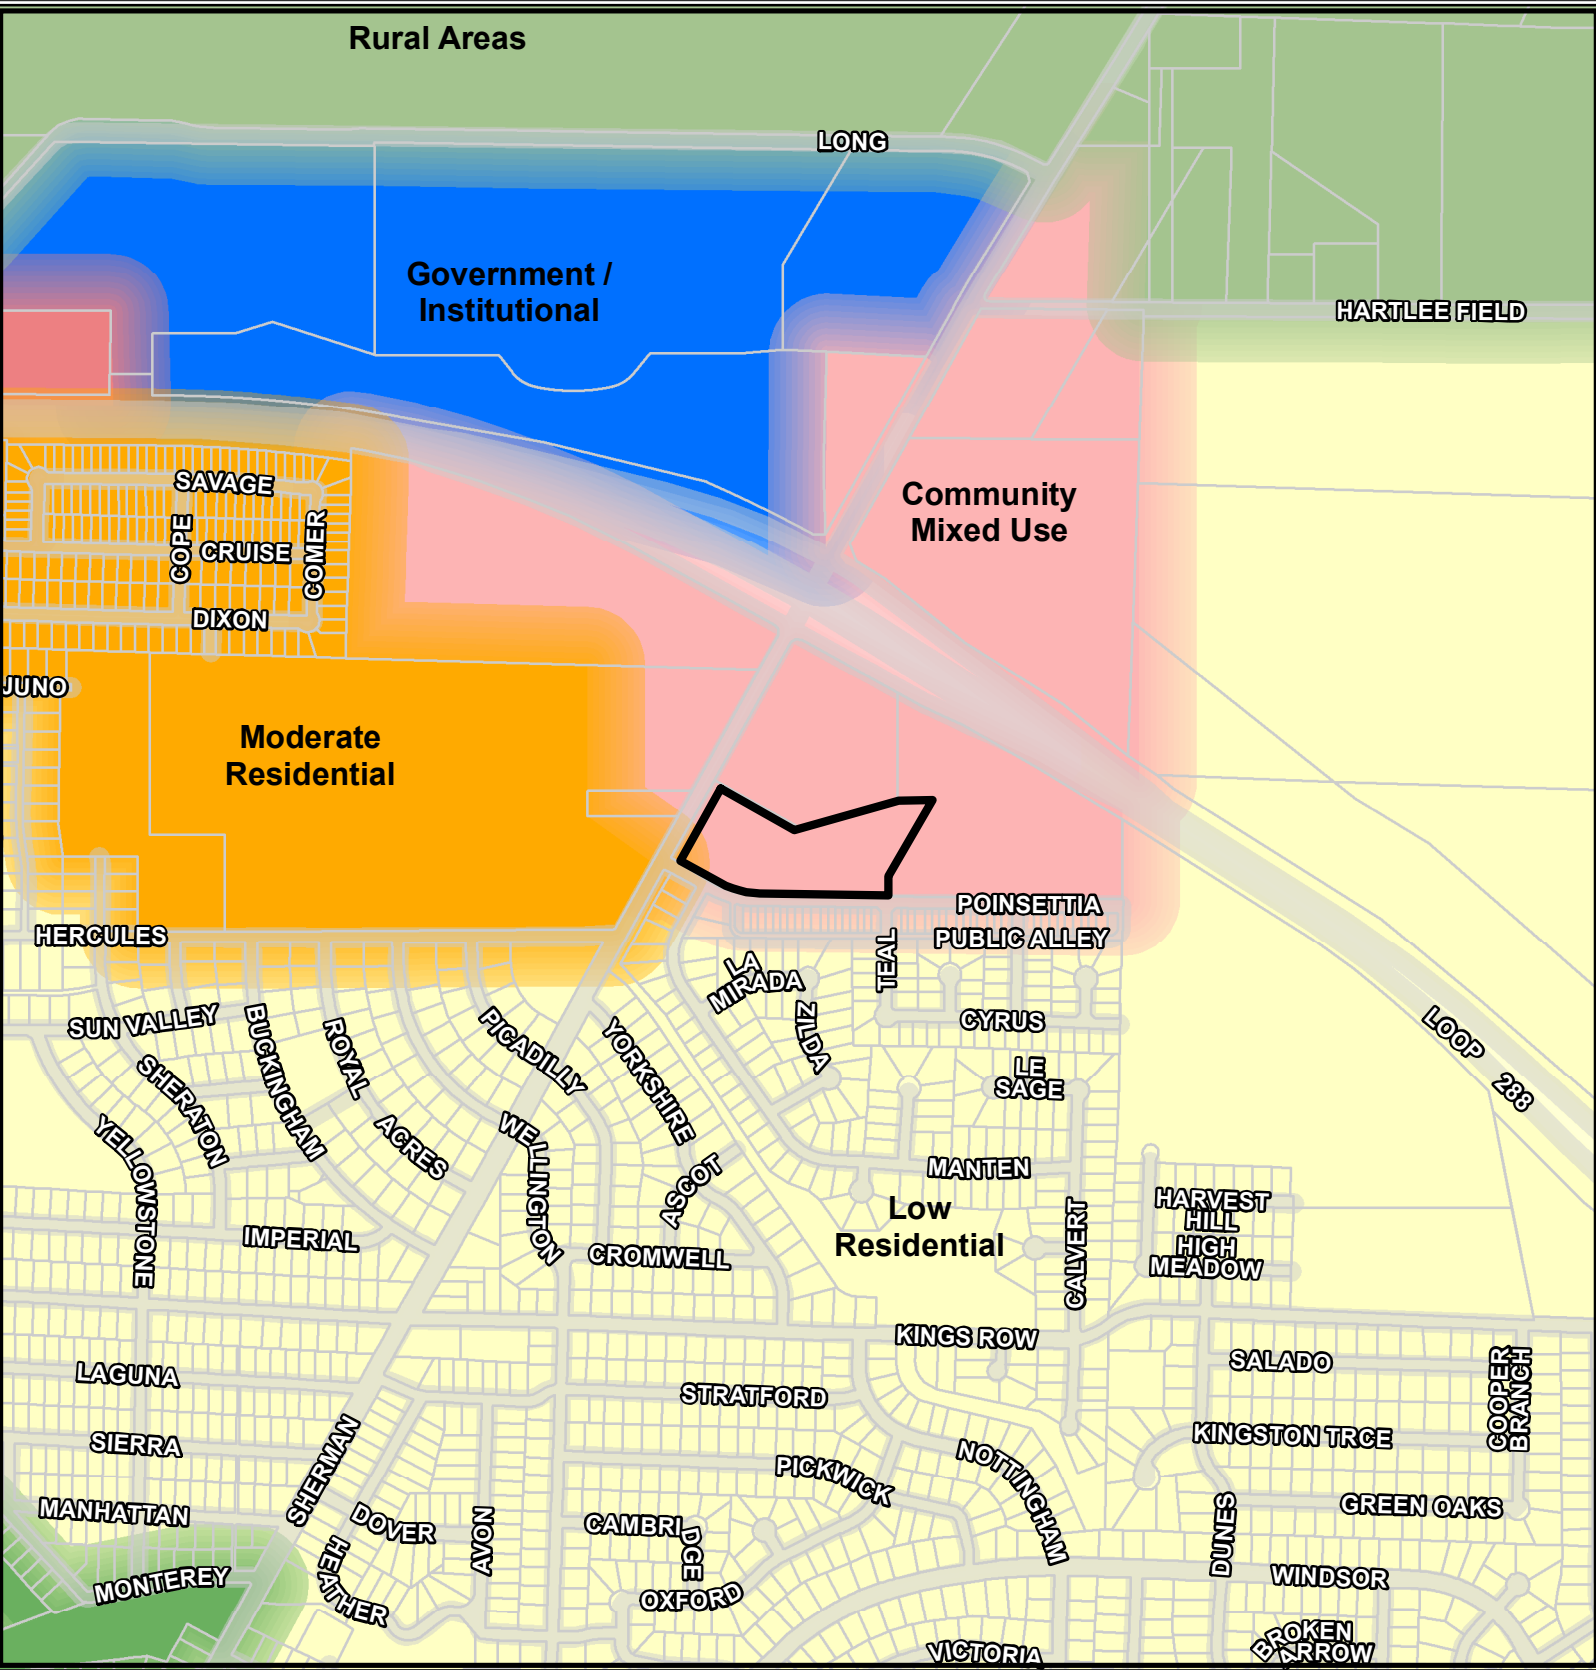 Rural Areas
LONG
Government /
Institutional
HARTLEE FIELD
SAVAGE
COPE
CRUISE
COMER
DIXON
Community
Mixed Use
JUNO
Moderate
Residential
POINSETTIA
HERCULES
PUBLIC ALLEY
TEAL
LA
MIRADA
ZILDA
CYRUS
SUN VALLEY
BUCKINGHAM
ROYAL
ACRES
PICADILLY
YORKSHIRE
LOOP 288
LE
SAGE
SHERATON
YELLOWSTONE
WELLINGTON
ASCOT
MANTEN
Low
Residential
CALVERT
HARVEST
HILL
HIGH
MEADOW
IMPERIAL
CROMWELL
KINGS ROW
LAGUNA
STRATFORD
SALADO
COOPER
BRANCH
SIERRA
SHERMAN
PICKWICK
NOTTINGHAM
KINGSTON TRCE
MANHATTAN
DOVER
AVON
CAMBRIDGE
DUNES
GREEN OAKS
MONTEREY
HEATHER
OXFORD
WINDSOR
VICTORIA
BROKEN
ARROW